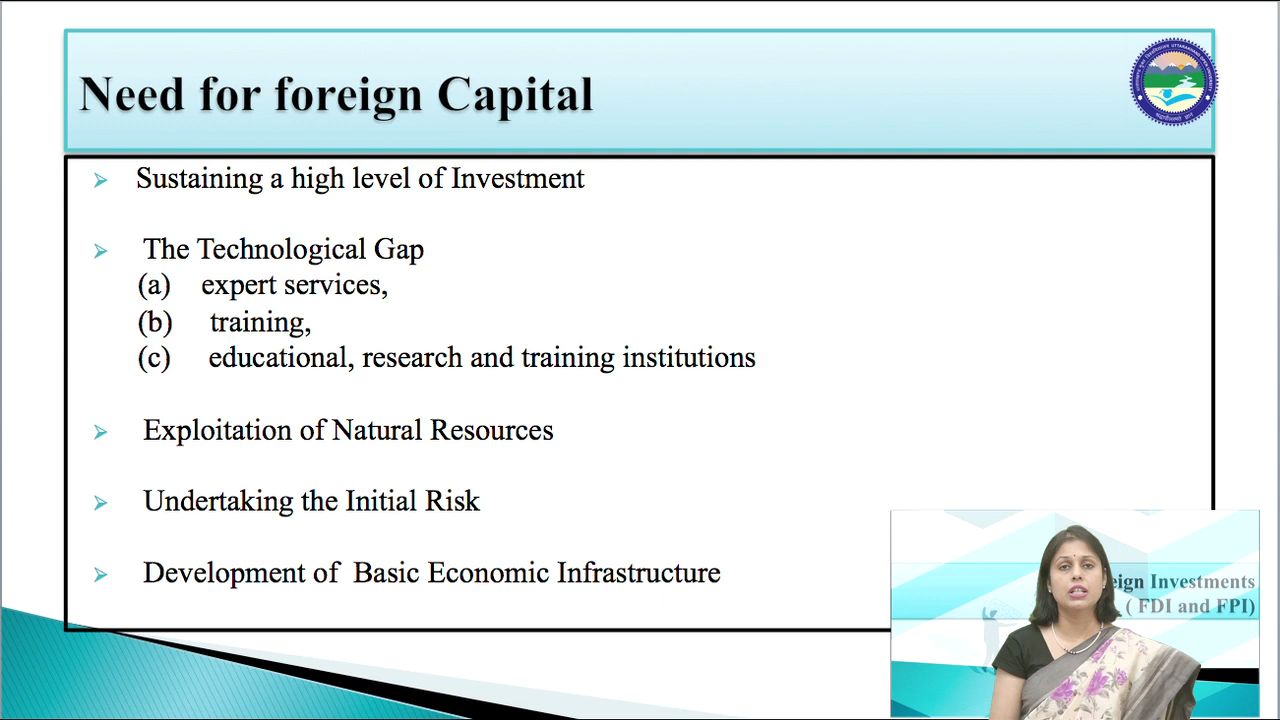 Need for foreign Capital
Sustaining a high level of Investment
The Technological Gap
(a) expert services,
(b) training,
(c) educational, research and training institutions
Exploitation of Natural Resources
Undertaking the Initial Risk
Development of Basic Economic Infrastructure
eign Investments
( FDI and FPI)